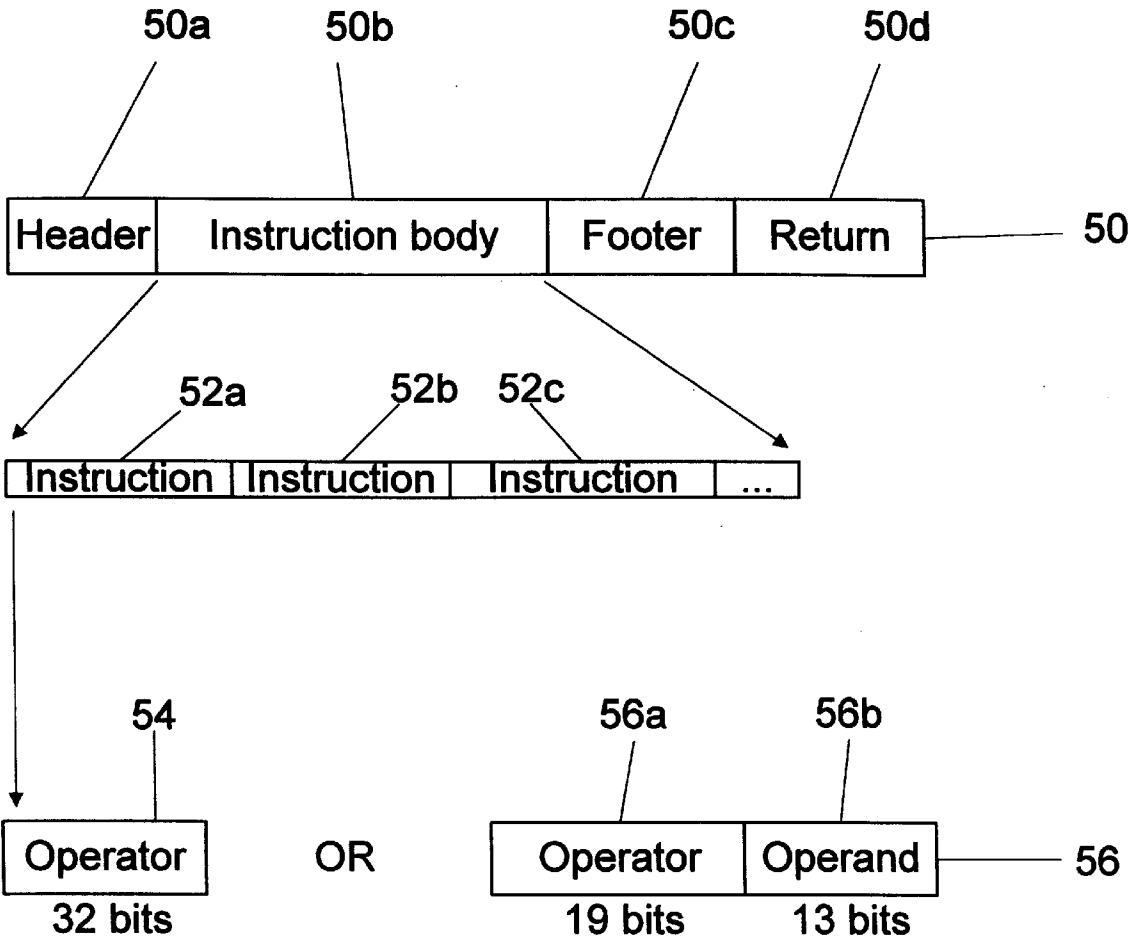 50a 50b 50c 50d
Header Instruction body Footer Return 50
52a 52b 52c
Instruction Instruction Instruction ...
54 56a 56b
Operator OR Operator Operand 56
32 bits 19 bits 13 bits